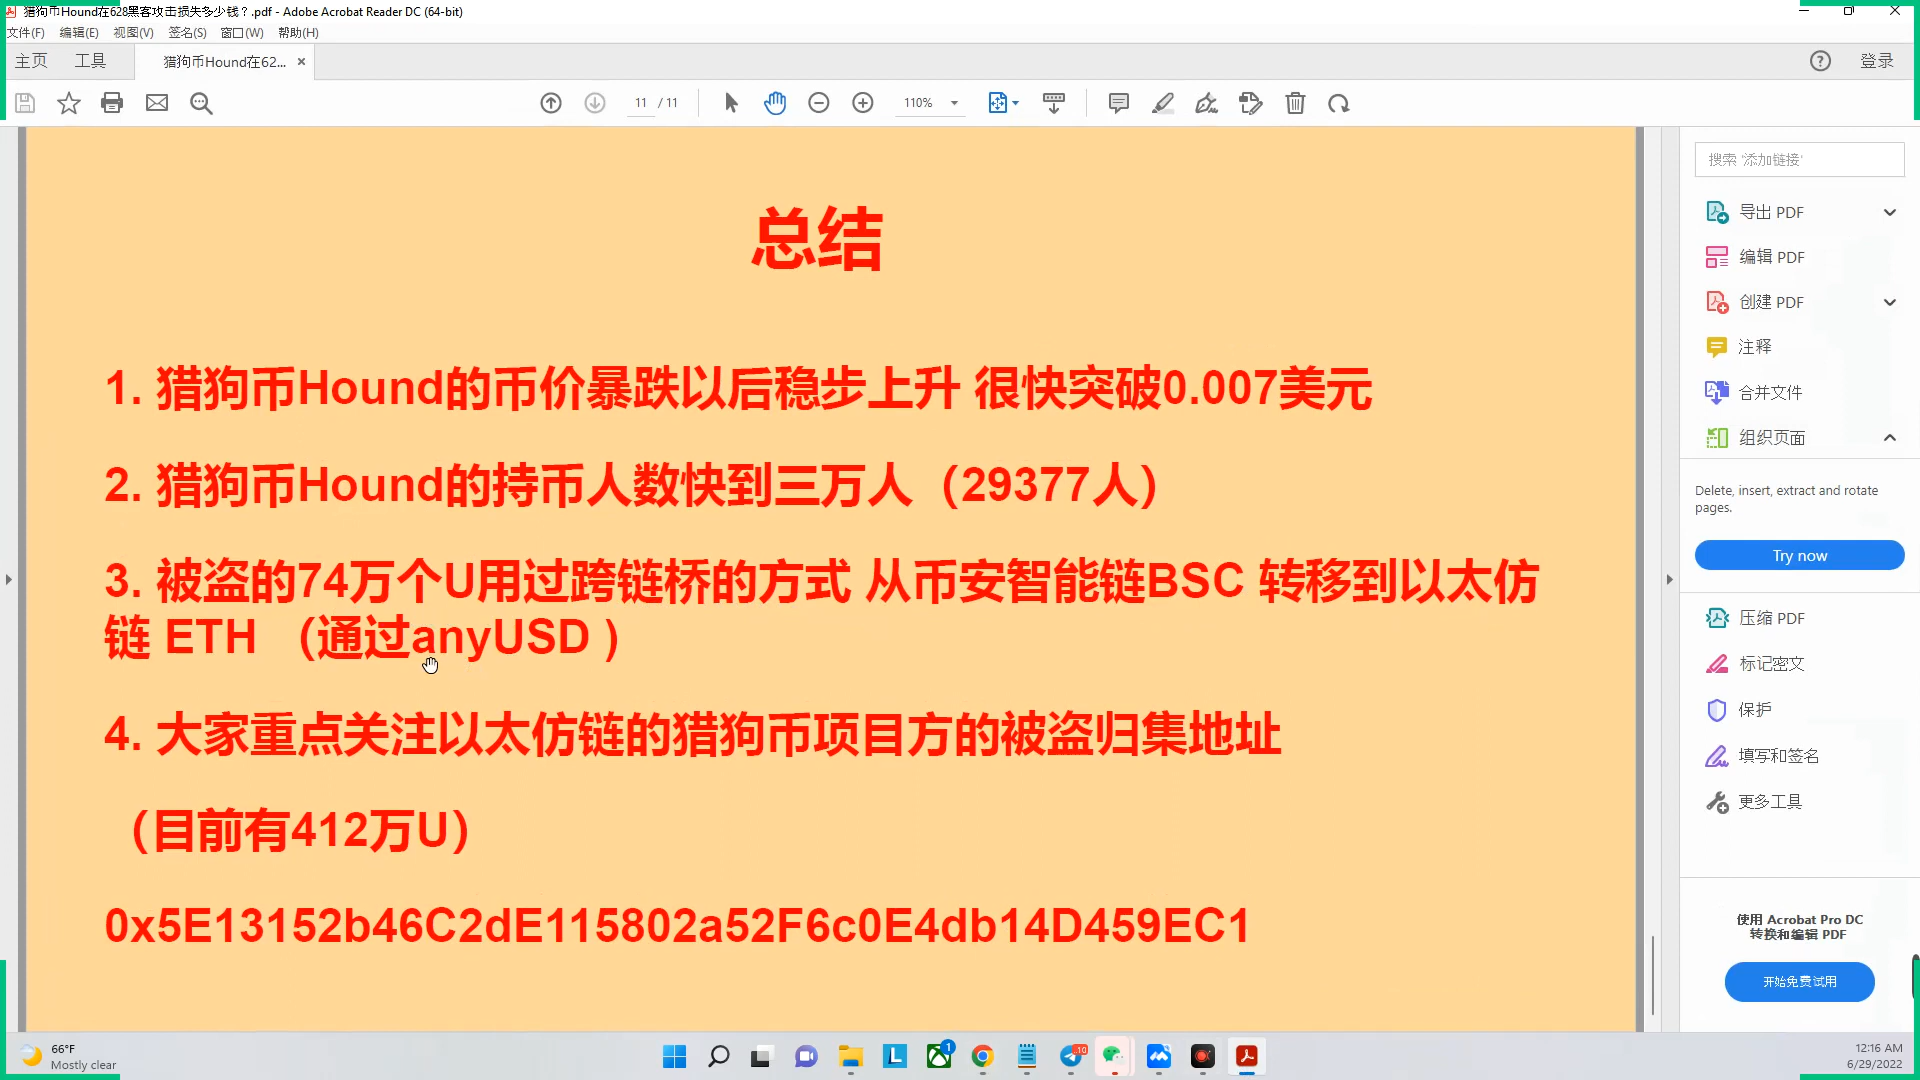 猎狗币Hound在628黑客攻击损失多少钱？.pdf - Adobe Acrobat Reader DC (64-bit)
文件(F) 编辑(E) 视图(V) 签名(S) 窗口(W) 帮助(H)
主页 工具 猎狗币Hound在62... × 登录
11 / 11 110%
总结
1. 猎狗币Hound的币价暴跌以后稳步上升 很快突破0.007美元
2. 猎狗币Hound的持币人数快到三万人（29377人）
3. 被盗的74万个U用过跨链桥的方式 从币安智能链BSC 转移到以太仿
链 ETH （通过anyUSD ）
4. 大家重点关注以太仿链的猎狗币项目方的被盗归集地址
（目前有412万U）
0x5E13152b46C2dE115802a52F6c0E4db14D459EC1
搜索 '添加链接'
导出 PDF
编辑 PDF
创建 PDF
注释
合并文件
组织页面
Delete, insert, extract and rotate
pages.
Try now
压缩 PDF
标记密文
保护
填写和签名
更多工具
使用 Acrobat Pro DC
转换和编辑 PDF
开始免费试用
66°F
Mostly clear
L
1
10
12:16 AM
6/29/2022